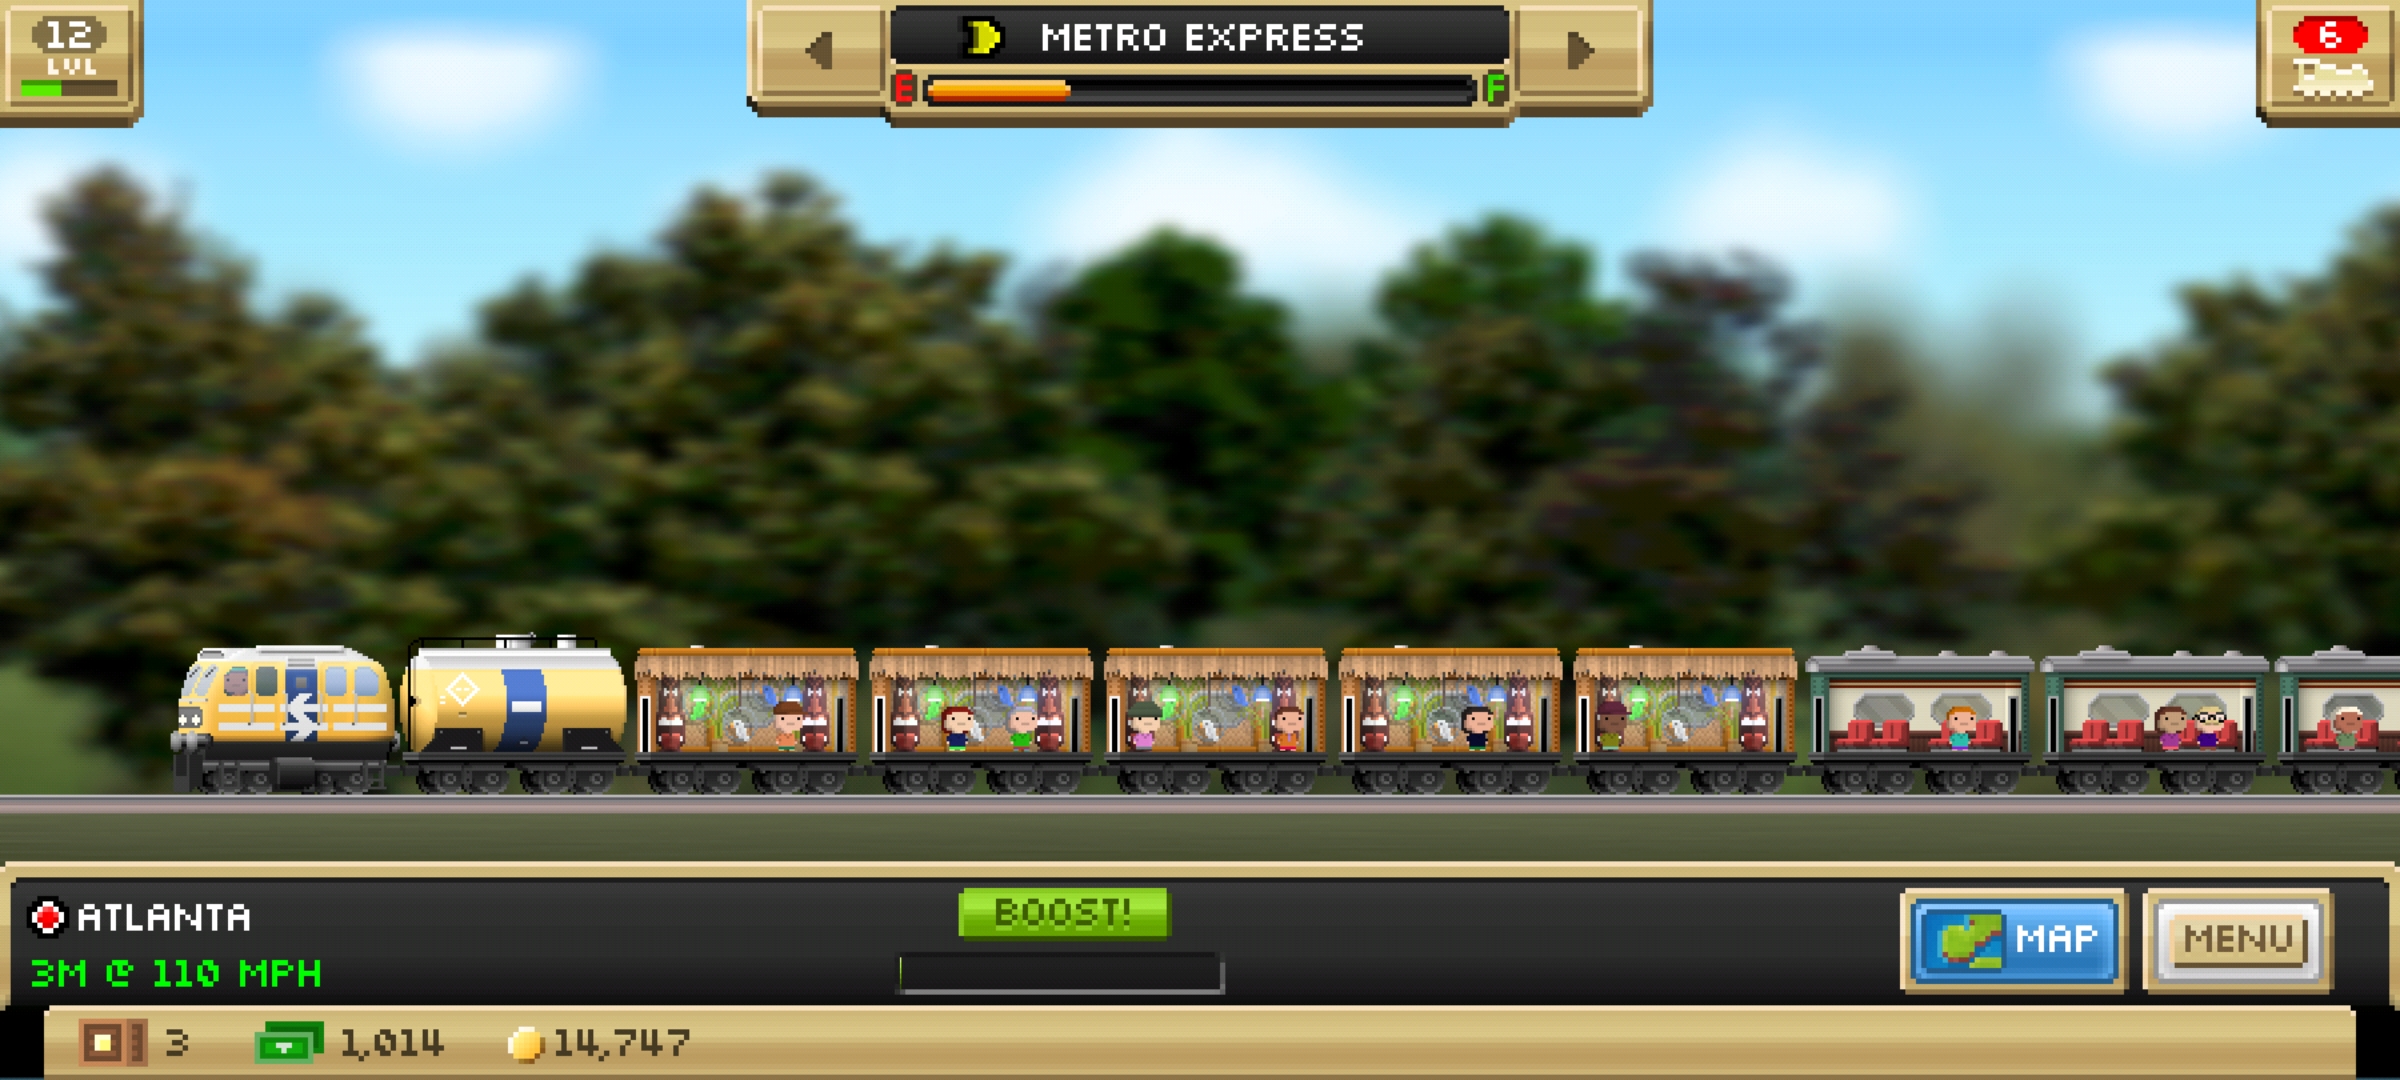 12
LVL
METRO EXPRESS
E F
6
ATLANTA
3M @ 110 MPH
BOOST!
MAP
MENU
3
1,014
14,747